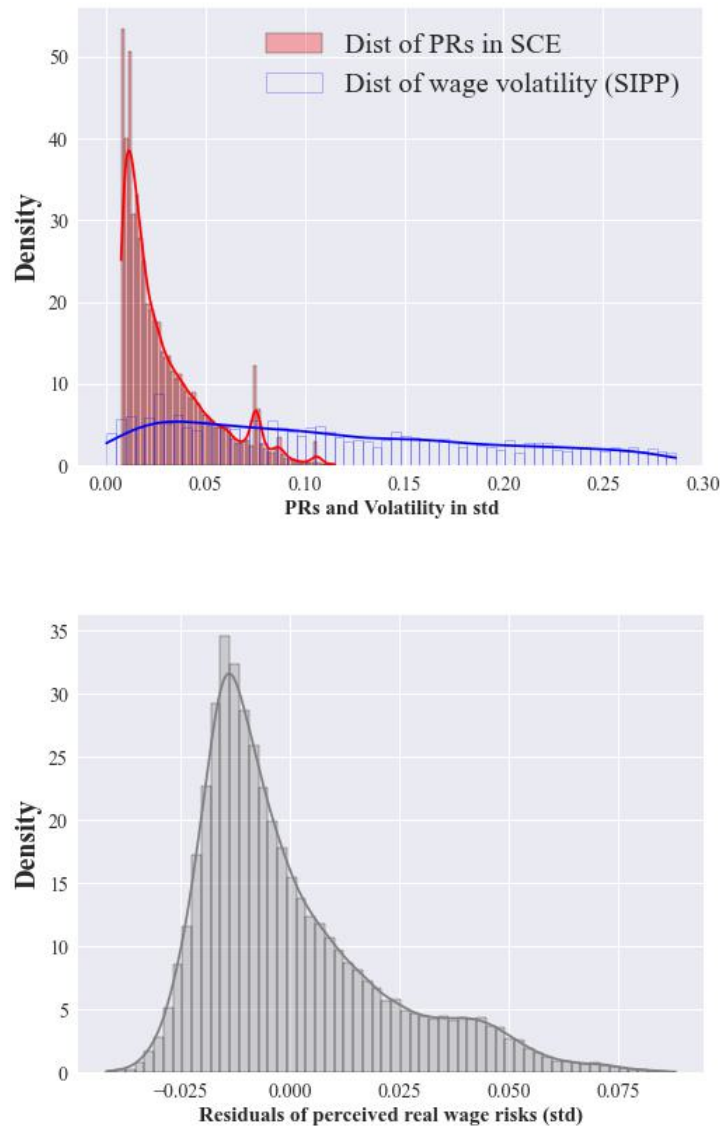 50
40
30
20
10
0
Density
Dist of PRs in SCE
Dist of wage volatility (SIPP)
0.00 0.05 0.10 0.15 0.20 0.25 0.30
PRs and Volatility in std
35
30
25
20
15
10
5
0
Density
−0.025 0.000 0.025 0.050 0.075
Residuals of perceived real wage risks (std)